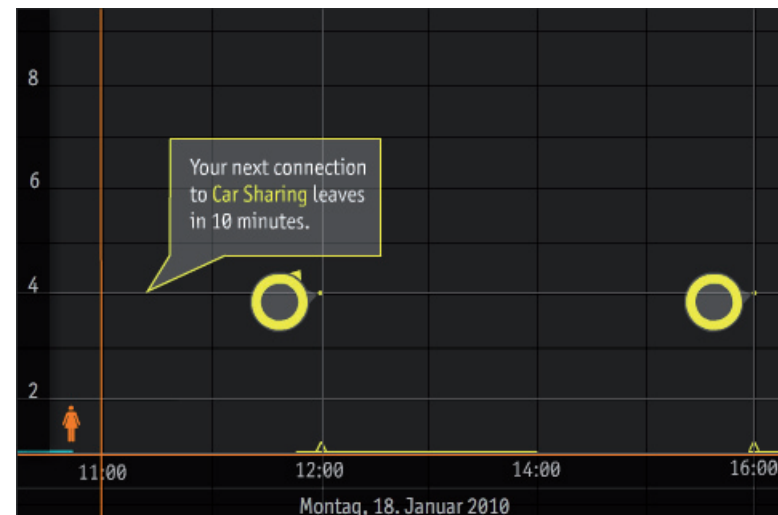 8
Your next connection
to Car Sharing leaves
in 10 minutes.
6
4
2
11:00 12:00 14:00 16:00
Montag, 18. Januar 2010